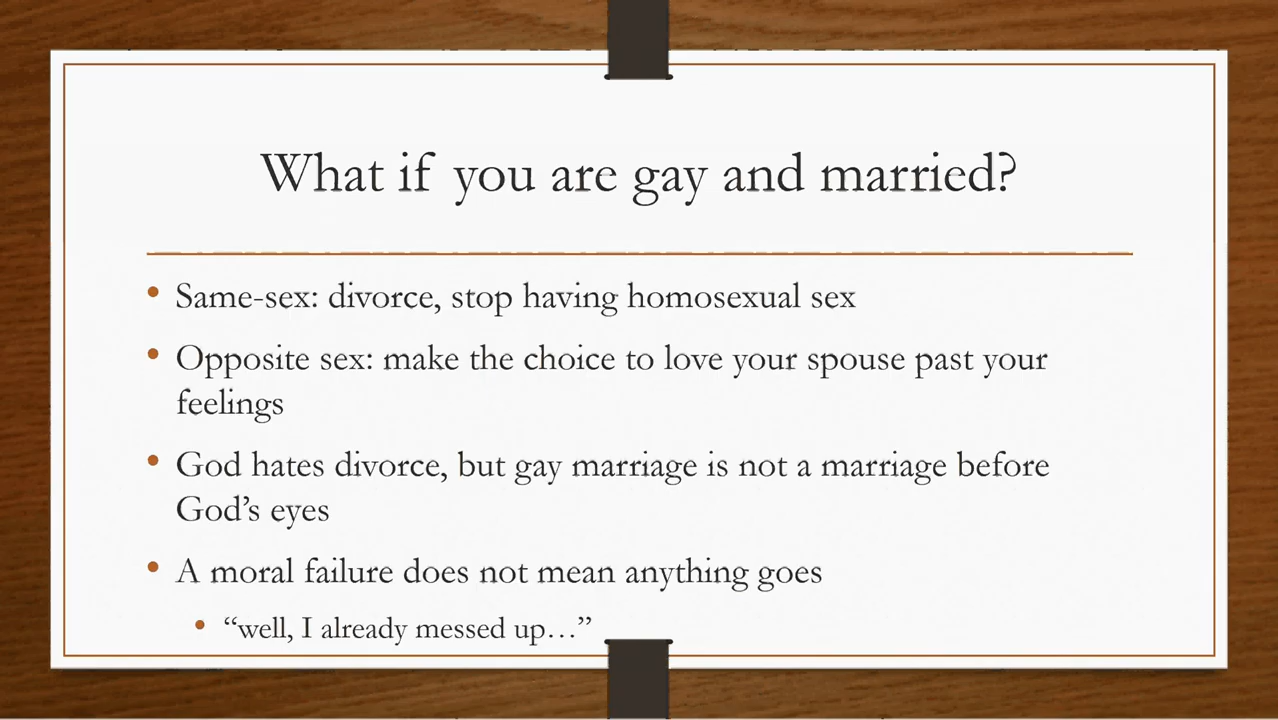 What if you are gay and married?
• Same-sex: divorce, stop having homosexual sex
• Opposite sex: make the choice to love your spouse past your
feelings
• God hates divorce, but gay marriage is not a marriage before
God’s eyes
• A moral failure does not mean anything goes
• “well, I already messed up…”